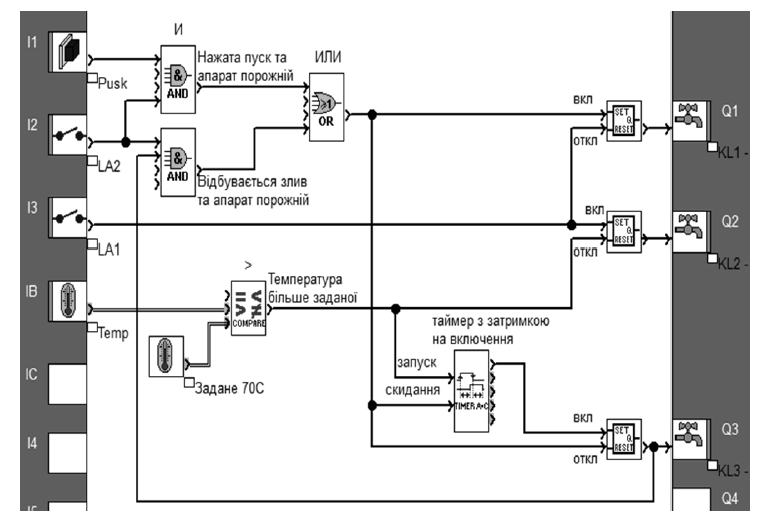 И
I1
Pusk
&
AND
Нажата пуск та
апарат порожній
ИЛИ
≥1
OR
I2
LA2
&
AND
Відбувається злив
та апарат порожній
вкл
откл
SET
Q
RESET
Q1
KL1 -
I3
LA1
вкл
откл
SET
Q
RESET
Q2
KL2 -
IB
Temp
>
COMPARE
Температура
більше заданої
Задане 70С
таймер з затримкою
на включення
запуск
скидання
TIMER A•C
IC
I4
вкл
откл
SET
Q
RESET
Q3
KL3 -
Q4